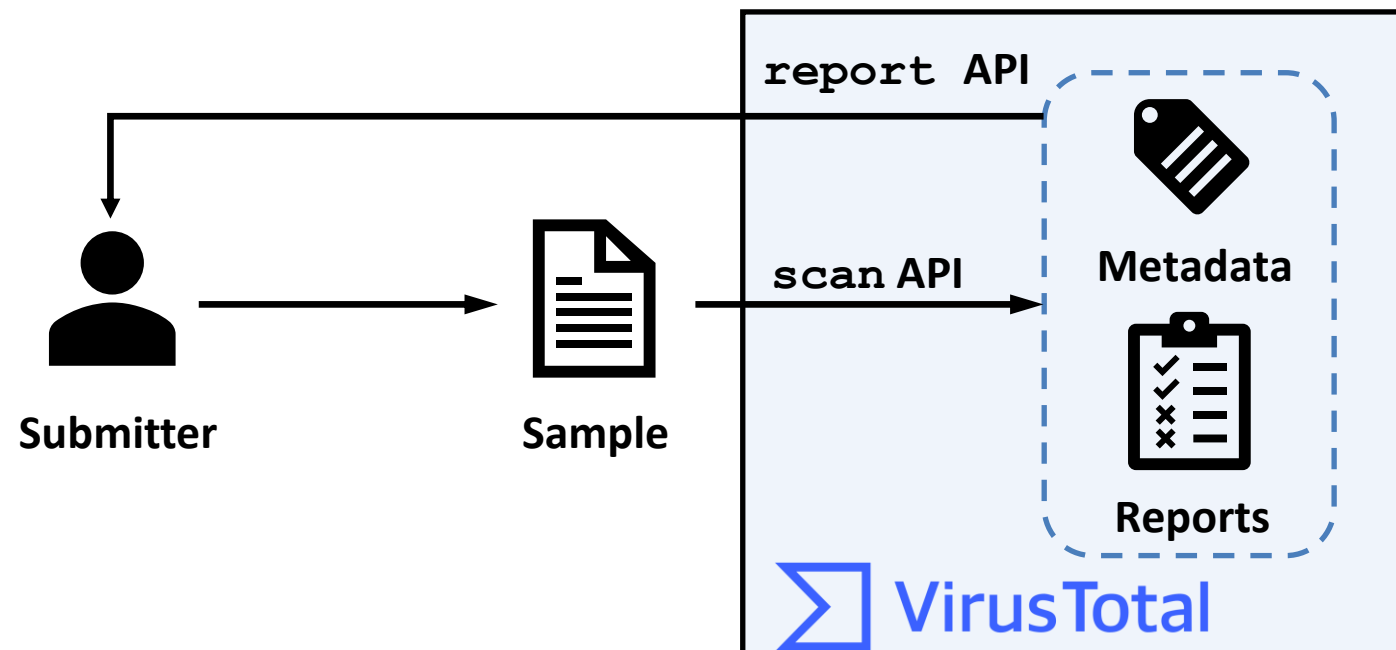 report API
scan API
Metadata
Submitter
Sample
Reports
VirusTotal